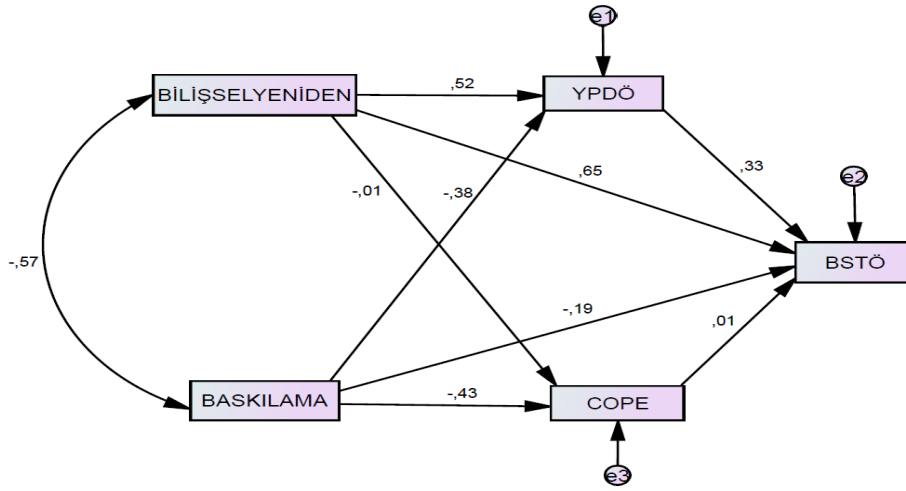 e1
BİLİŞSELYENİDEN
,52
YPDÖ
-,01
-,38
,65
,33
e2
-,57
BSTÖ
-,19
,01
BASKILAMA
-,43
COPE
e3